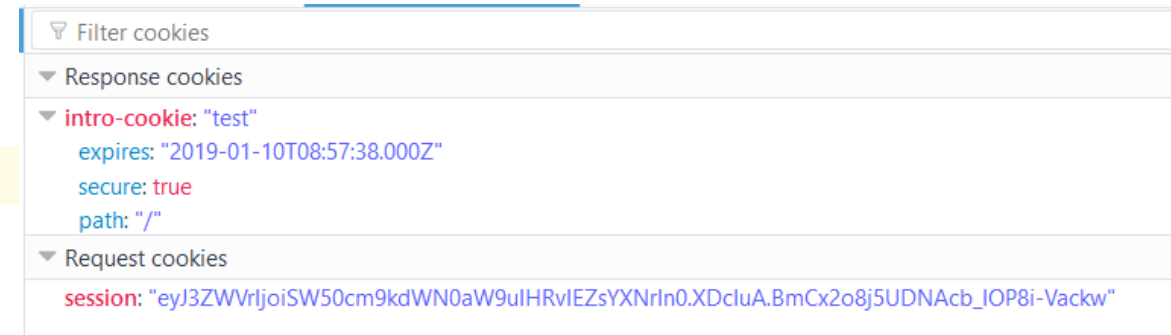 Filter cookies
Response cookies
intro-cookie: "test"
expires: "2019-01-10T08:57:38.000Z"
secure: true
path: "/"
Request cookies
session: "eyJ3ZWVrIjoiSW50cm9kdWN0aW9uIHRvIEZsYXNrIn0.XDcIuA.BmCx2o8j5UDNAcb_IOP8i-Vackw"